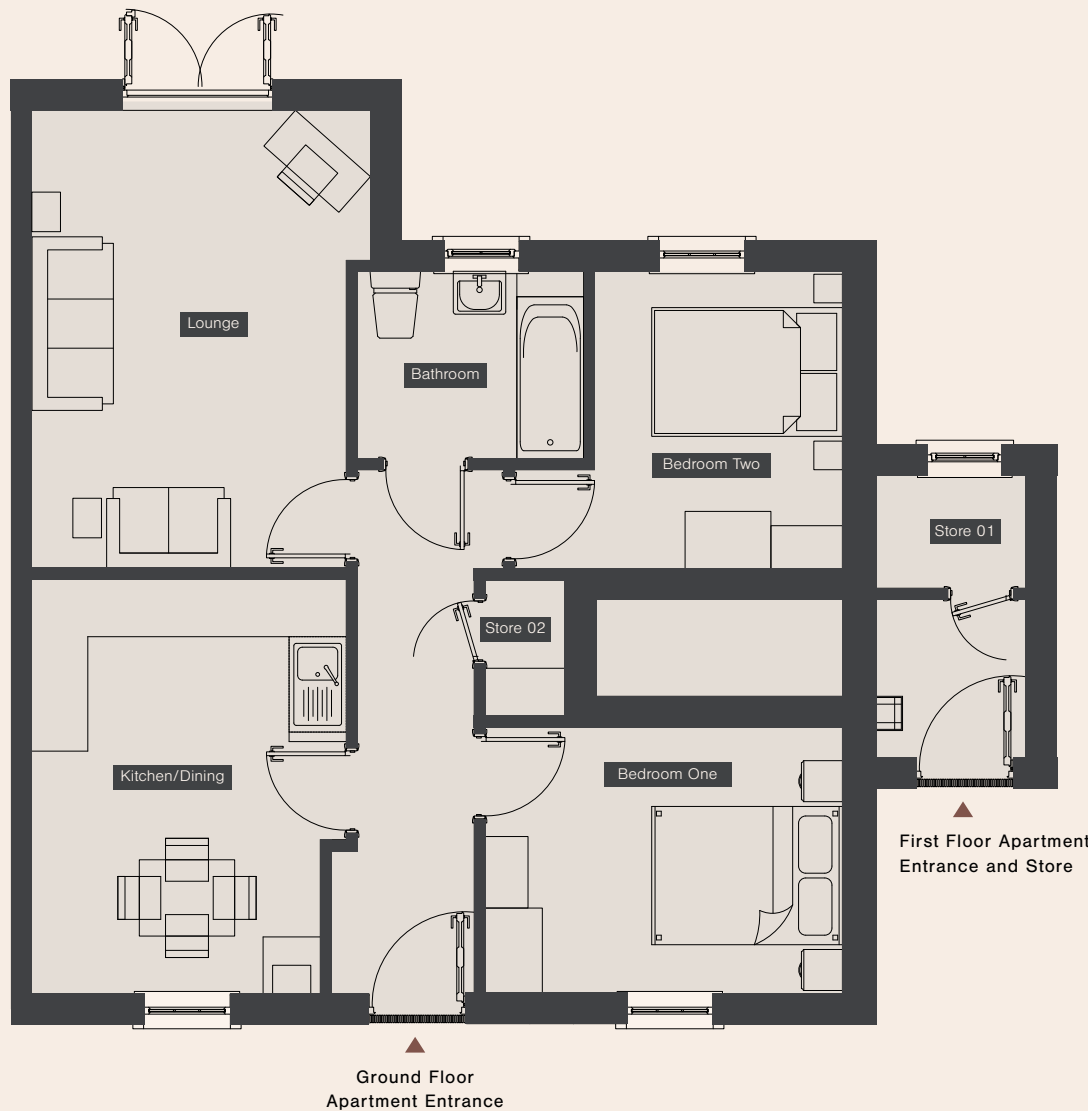 Lounge
Bathroom
Bedroom Two
Store 01
Store 02
Kitchen/Dining
Bedroom One
First Floor Apartment
Entrance and Store
Ground Floor
Apartment Entrance